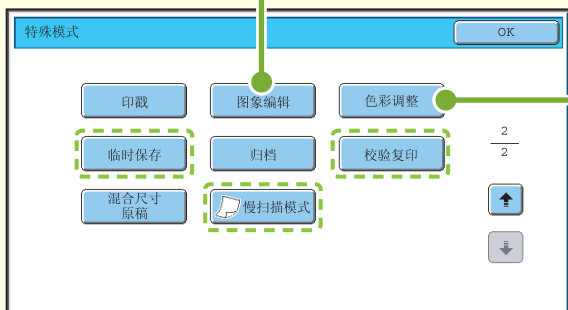 特殊模式
OK
印戳
图象编辑
色彩调整
临时保存
归档
校验复印
2
2
混合尺寸
原稿
慢扫描模式